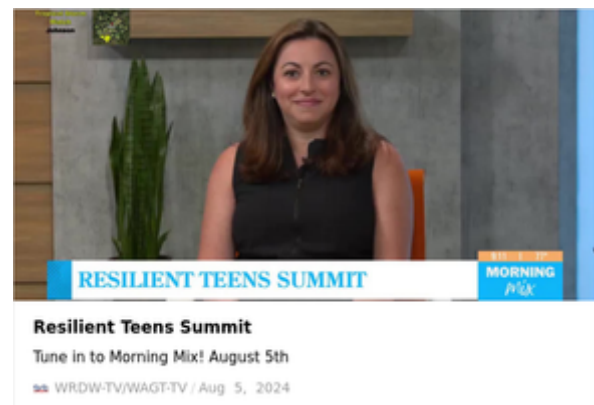 Johnson
RESILIENT TEENS SUMMIT
MORNING
Mix
Resilient Teens Summit
Tune in to Morning Mix! August 5th
WRDW-TV/WAGT-TV / Aug 5, 2024